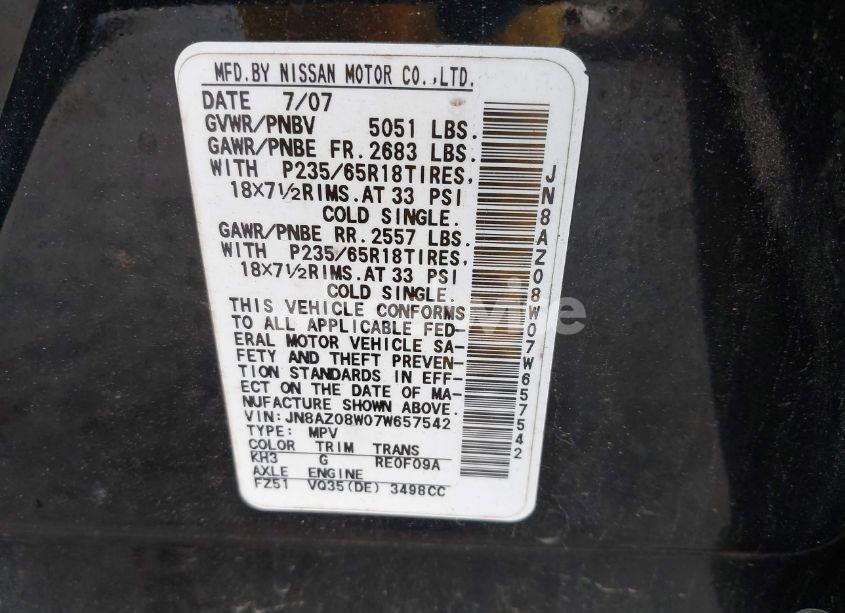 MFD.BY NISSAN MOTOR CO.,LTD.
DATE 7/07
GVWR/PNBV 5051 LBS.
GAWR/PNBE FR.2683 LBS.
WITH P235/65R18TIRES,
18X7½RIMS.AT 33 PSI
COLD SINGLE.
GAWR/PNBE RR.2557 LBS.
WITH P235/65R18TIRES,
18X7½RIMS.AT 33 PSI
COLD SINGLE.
THIS VEHICLE CONFORMS
TO ALL APPLICABLE FED-
ERAL MOTOR VEHICLE SA-
FETY AND THEFT PREVEN-
TION STANDARDS IN EFF-
ECT ON THE DATE OF MA-
NUFACTURE SHOWN ABOVE.
VIN:JN8AZ08W07W657542
TYPE: MPV
COLOR TRIM TRANS
KH3 G RE0F09A
AXLE ENGINE
FZ51 VQ35(DE) 3498CC
JN8AZ08W07W657542